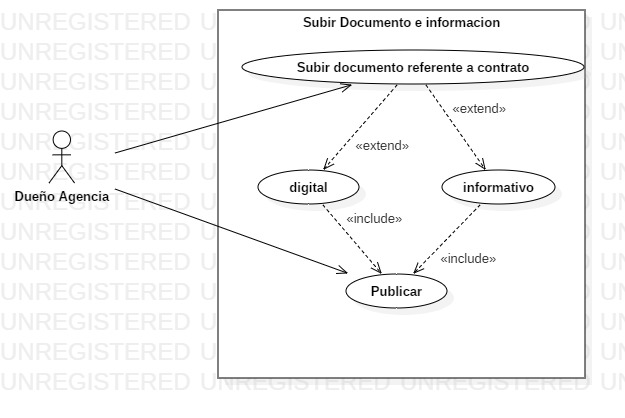 Subir Documento e informacion
Subir documento referente a contrato
«extend»
«extend»
Dueño Agencia
digital
informativo
«include»
«include»
Publicar
UNREGISTERED